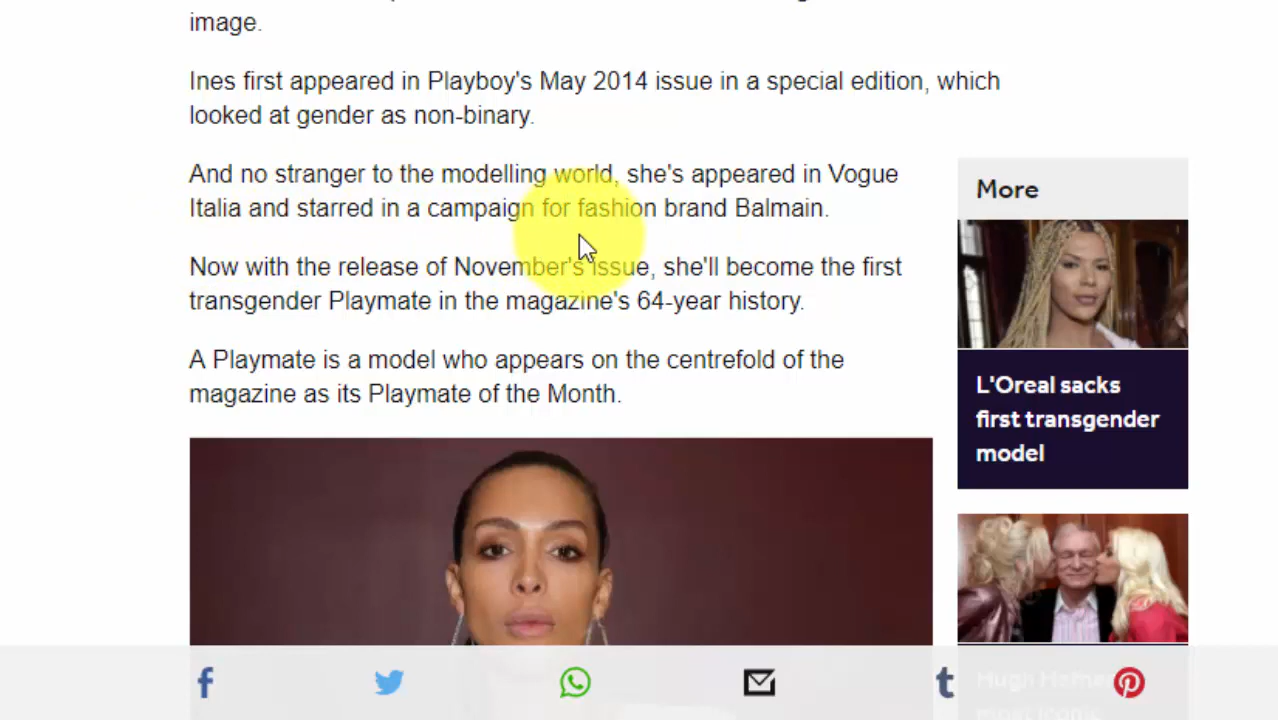 image.
Ines first appeared in Playboy's May 2014 issue in a special edition, which
looked at gender as non-binary.
And no stranger to the modelling world, she's appeared in Vogue
Italia and starred in a campaign for fashion brand Balmain.
Now with the release of November's issue, she'll become the first
transgender Playmate in the magazine's 64-year history.
A Playmate is a model who appears on the centrefold of the
magazine as its Playmate of the Month.
More
L'Oreal sacks
first transgender
model
Hugh
most iconic